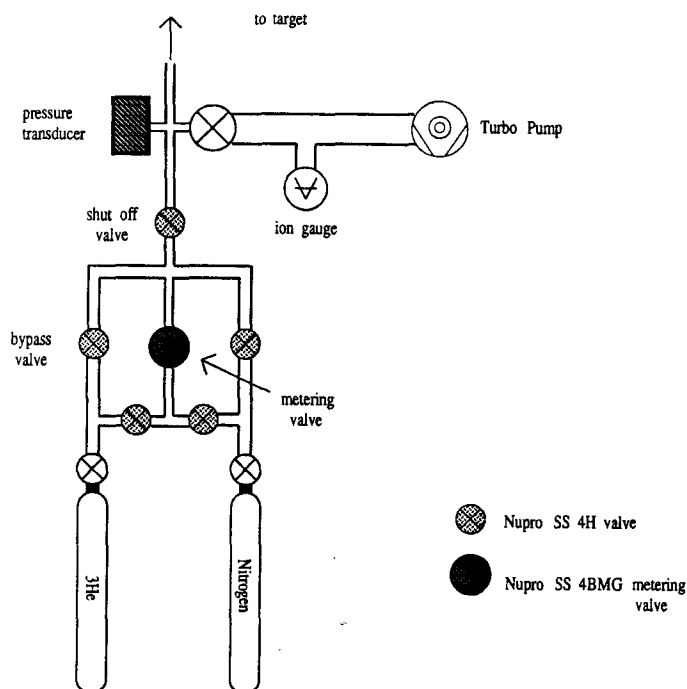 to target
pressure
transducer
Turbo Pump
shut off
valve
ion gauge
bypass
valve
metering
valve
3He
Nitrogen
Nupro SS 4H valve
Nupro SS 4BMG metering
valve